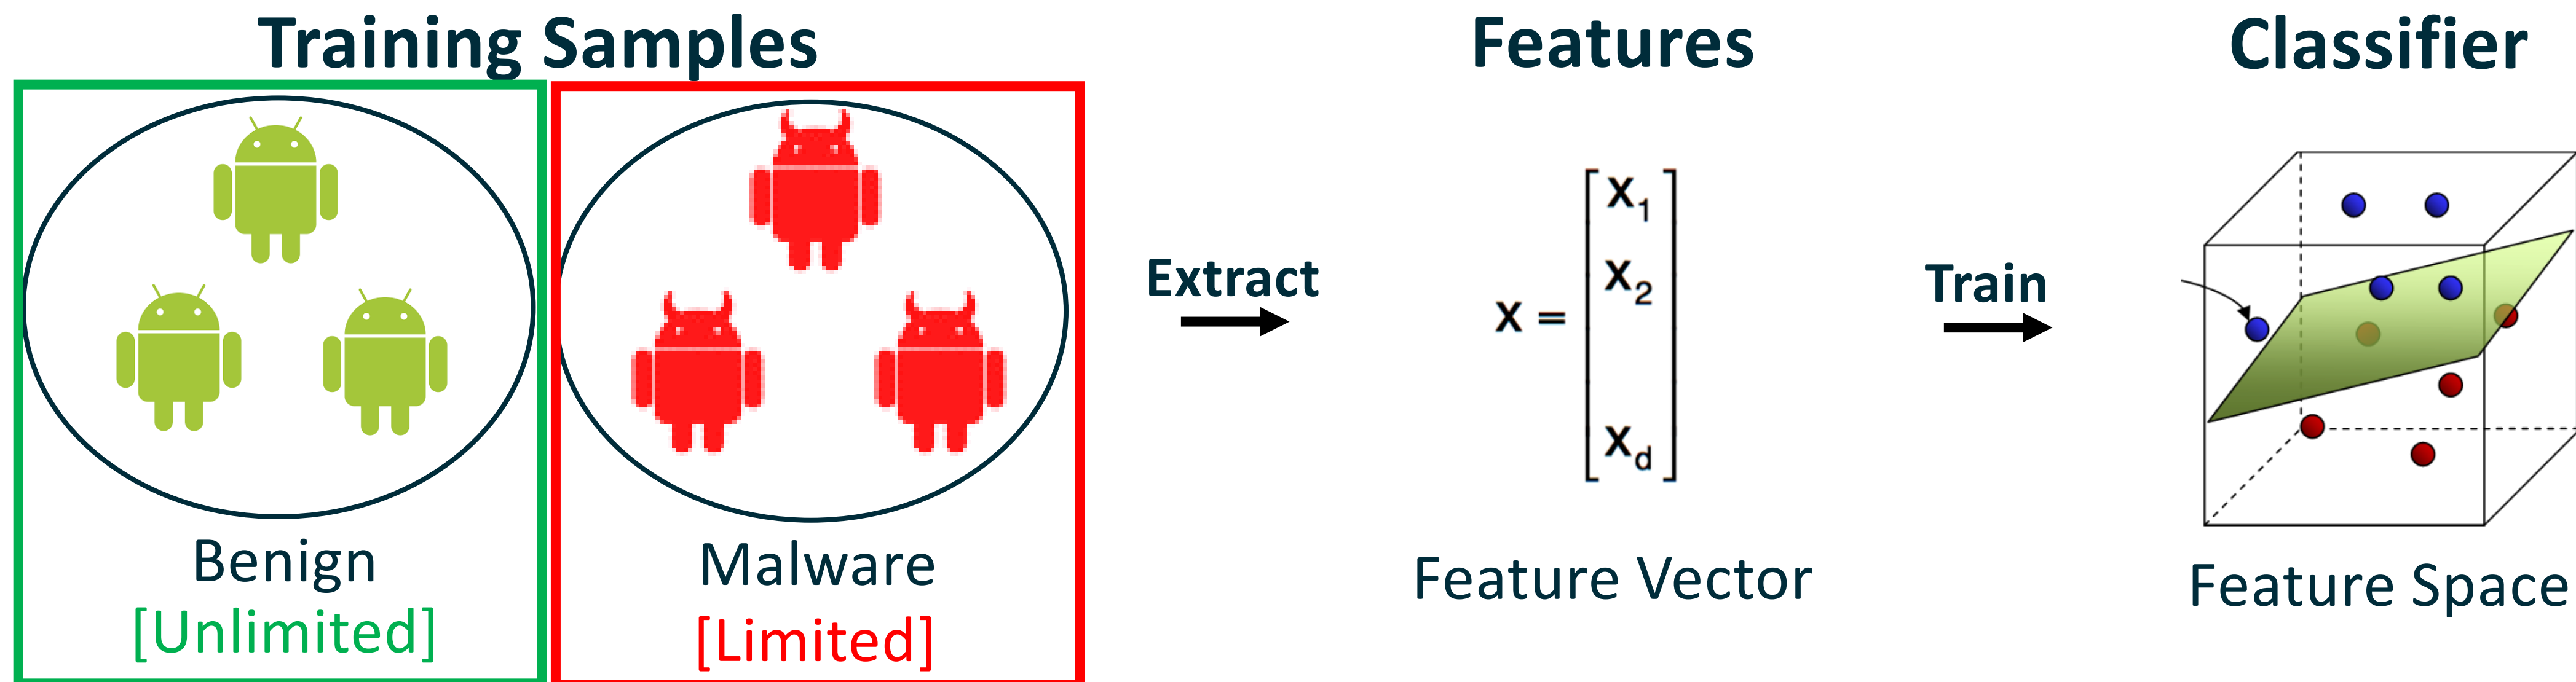 Training Samples
Benign
[Unlimited]
Malware
[Limited]
Extract
Features
x =
x1
x2
xd
Feature Vector
Train
Classifier
Feature Space